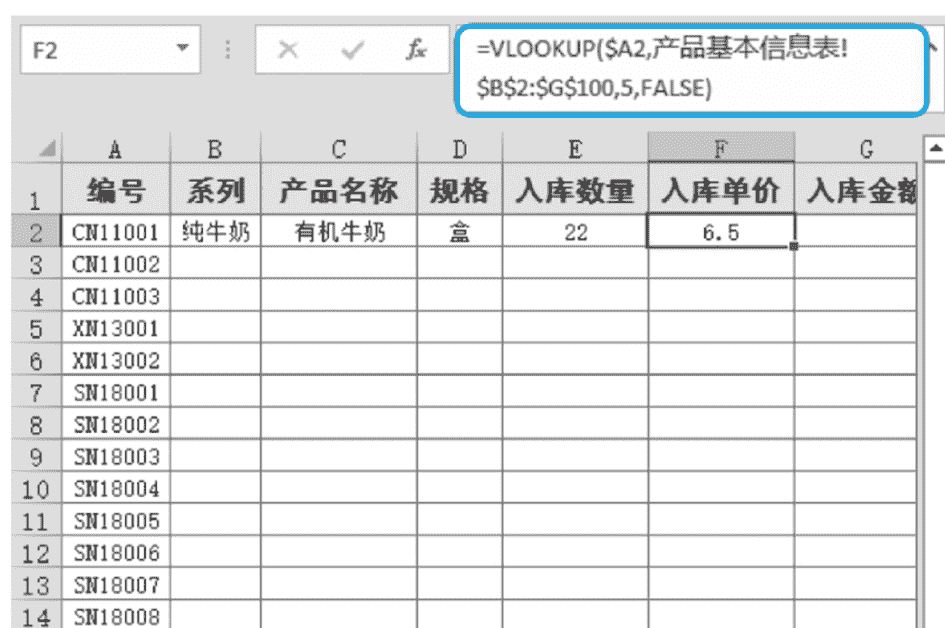 F2
fx
=VLOOKUP($A2,产品基本信息表!
$B$2:$G$100,5,FALSE)
A B C D E F G
1 编号 系列 产品名称 规格 入库数量 入库单价 入库金额
2 CN11001 纯牛奶 有机牛奶 盒 22 6.5
3 CN11002
4 CN11003
5 XN13001
6 XN13002
7 SN18001
8 SN18002
9 SN18003
10 SN18004
11 SN18005
12 SN18006
13 SN18007
14 SN18008